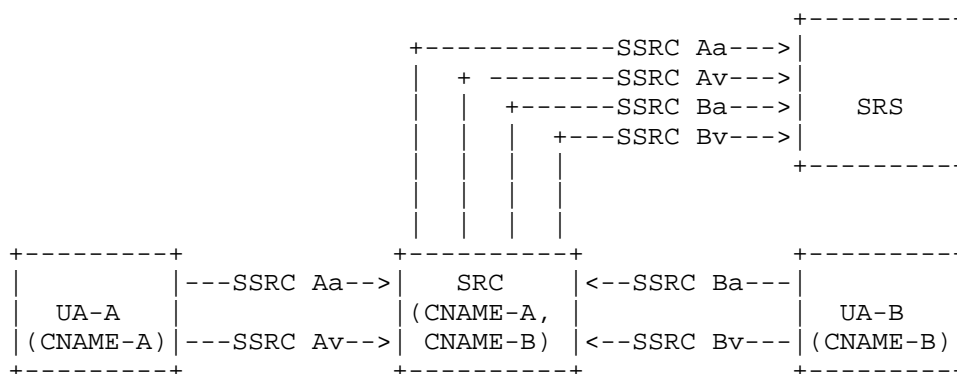 +----------
+------------SSRC Aa--->|
|  + --------SSRC Av--->|
|  |  +------SSRC Ba--->|   SRS
|  |  |  +---SSRC Bv--->|
|  |  |  |              +----------
|  |  |  |
|  |  |  |
+---------+             +----------+             +----------
|         |---SSRC Aa-->|   SRC    |<--SSRC Ba---|
|  UA-A   |             |(CNAME-A, |             |  UA-B
|(CNAME-A)|---SSRC Av-->| CNAME-B) |<--SSRC Bv---|(CNAME-B)
+---------+             +----------+             +----------